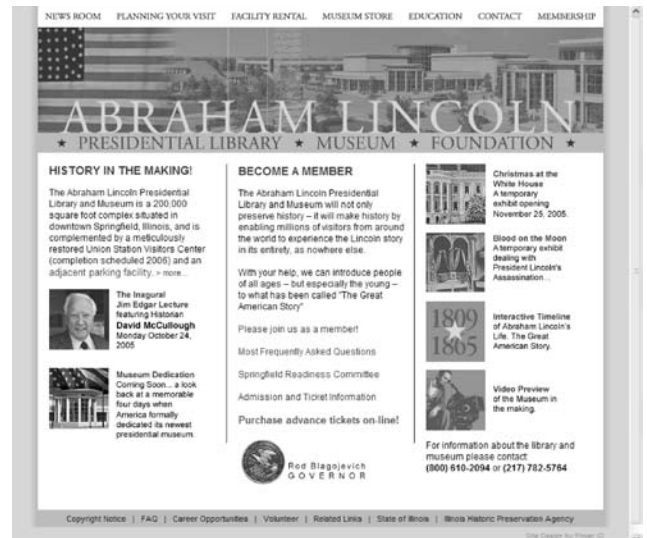 NEWS ROOM PLANNING YOUR VISIT FACILITY RENTAL MUSEUM STORE EDUCATION CONTACT MEMBERSHIP
ABRAHAM LINCOLN
★ PRESIDENTIAL LIBRARY ★ MUSEUM ★ FOUNDATION ★
HISTORY IN THE MAKING!
The Abraham Lincoln Presidential
Library and Museum is a 200,000
square foot complex situated in
downtown Springfield, Illinois, and is
complemented by a meticulously
restored Union Station Visitors Center
(completion scheduled 2006) and an
adjacent parking facility. > more...
The Inagural
Jim Edgar Lecture
featuring Historian
David McCullough
Monday October 24,
2005
Museum Dedication
Coming Soon... a look
back at a memorable
four days when
America formally
dedicated its newest
presidential museum.
BECOME A MEMBER
The Abraham Lincoln Presidential
Library and Museum will not only
preserve history – it will make history by
enabling millions of visitors from around
the world to experience the Lincoln story
in its entirety, as nowhere else.
With your help, we can introduce people
of all ages – but especially the young –
to what has been called "The Great
American Story"
Please join us as a member!
Most Frequently Asked Questions
Springfield Readiness Committee
Admission and Ticket Information
Purchase advance tickets on-line!
Rod Blagojevich
GOVERNOR
Christmas at the
White House
A temporary
exhibit opening
November 25, 2005.
Blood on the Moon
A temporary exhibit
dealing with
President Lincoln's
Assassination...
1809
1865
Interactive Timeline
of Abraham Lincoln's
Life. The Great
American Story.
Video Preview
of the Museum in
the making.
For information about the library and
museum please contact:
(800) 610-2094 or (217) 782-5764
Copyright Notice | FAQ | Career Opportunities | Volunteer | Related Links | State of Illinois | Illinois Historic Preservation Agency
Site Design by